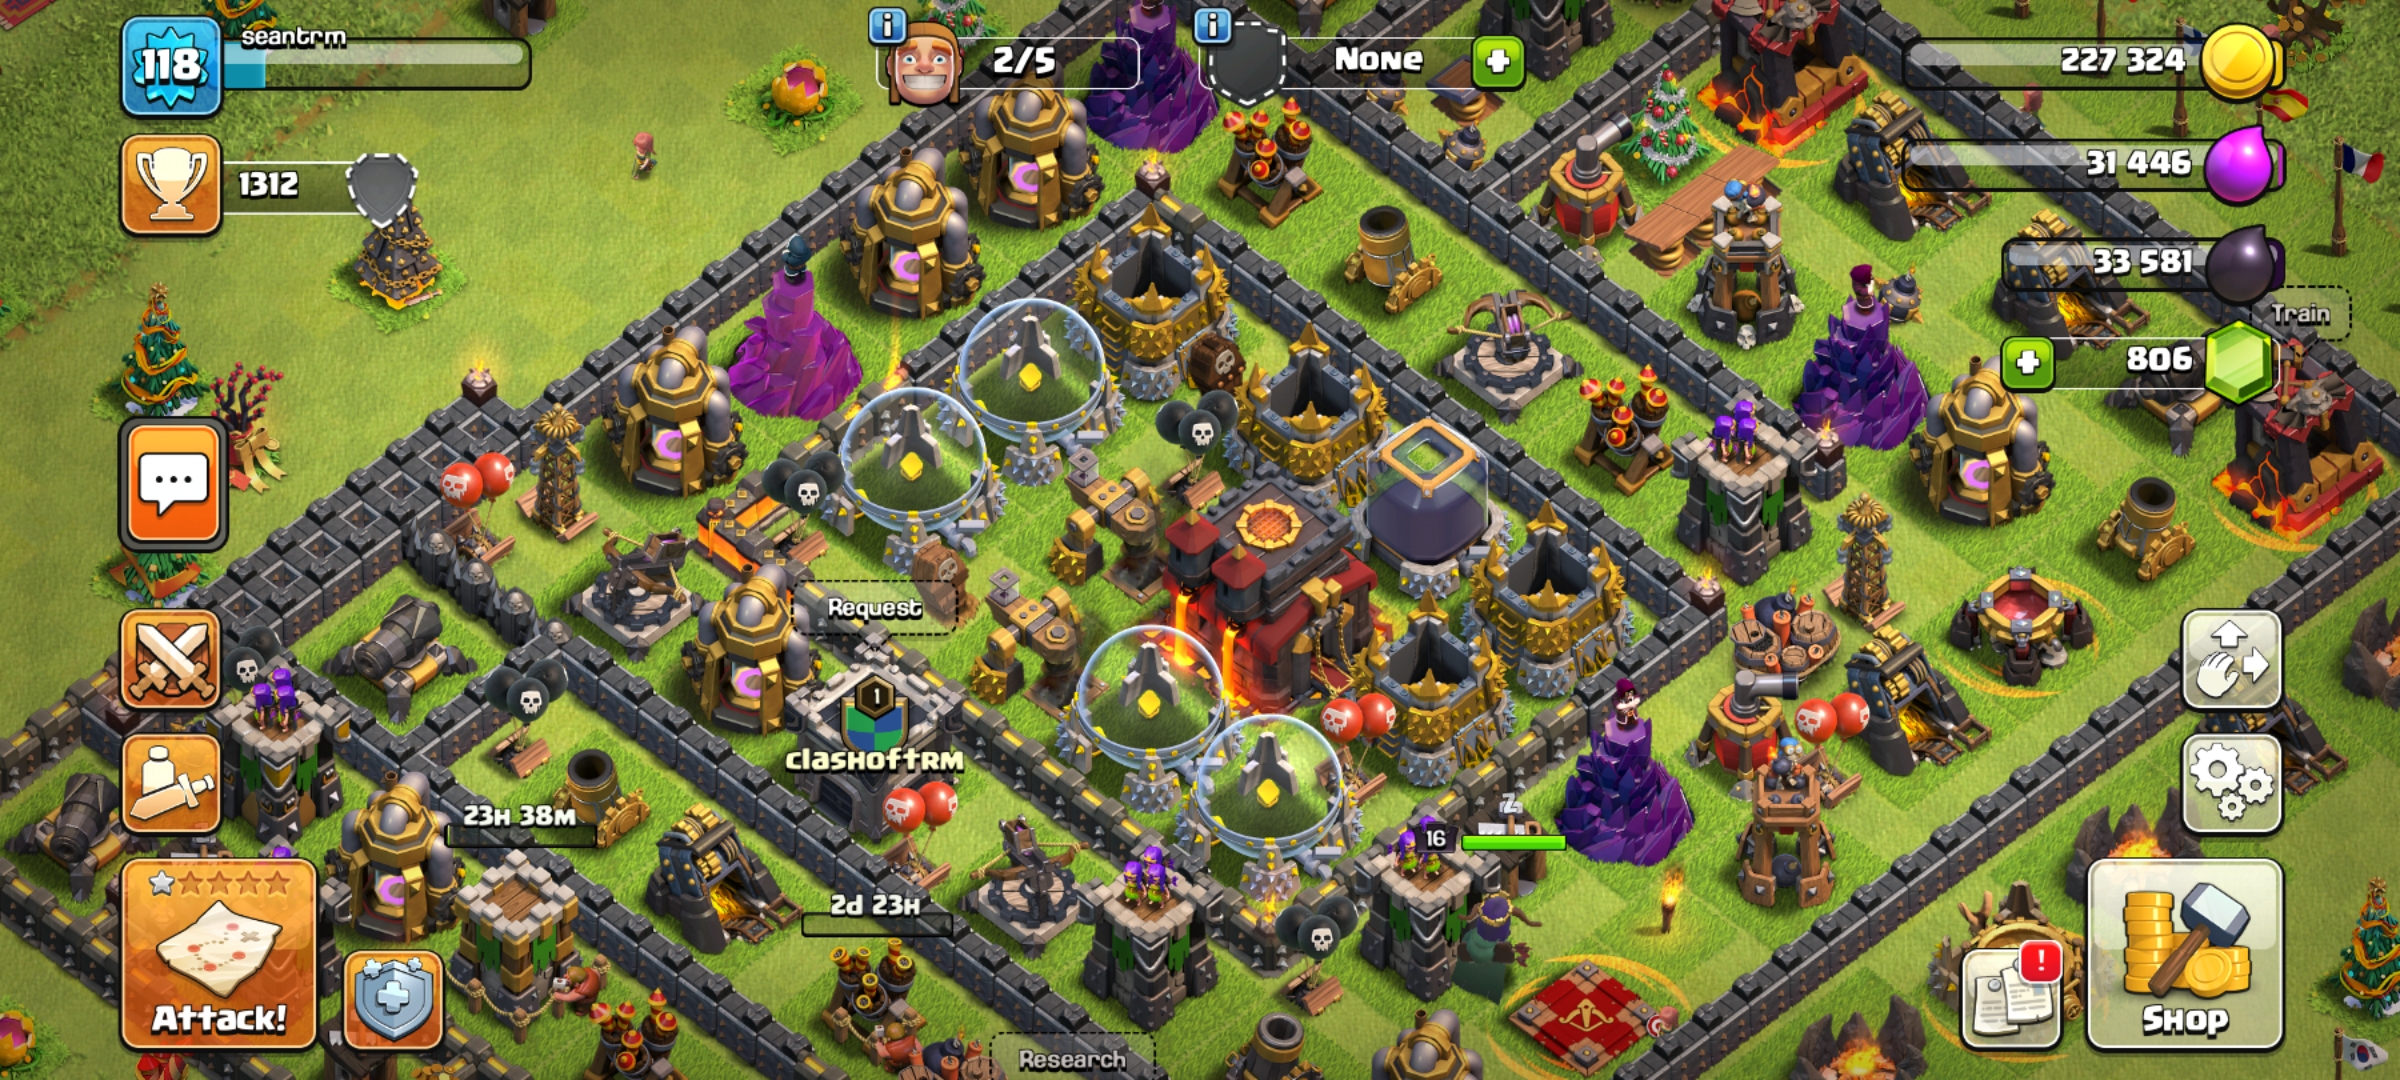 118
seantrm
2/5
None
227 324
1312
31 446
33 581
Train
806
Request
1
clashoftrm
23H 38M
16
2d 23H
Attack!
!
Shop
Research